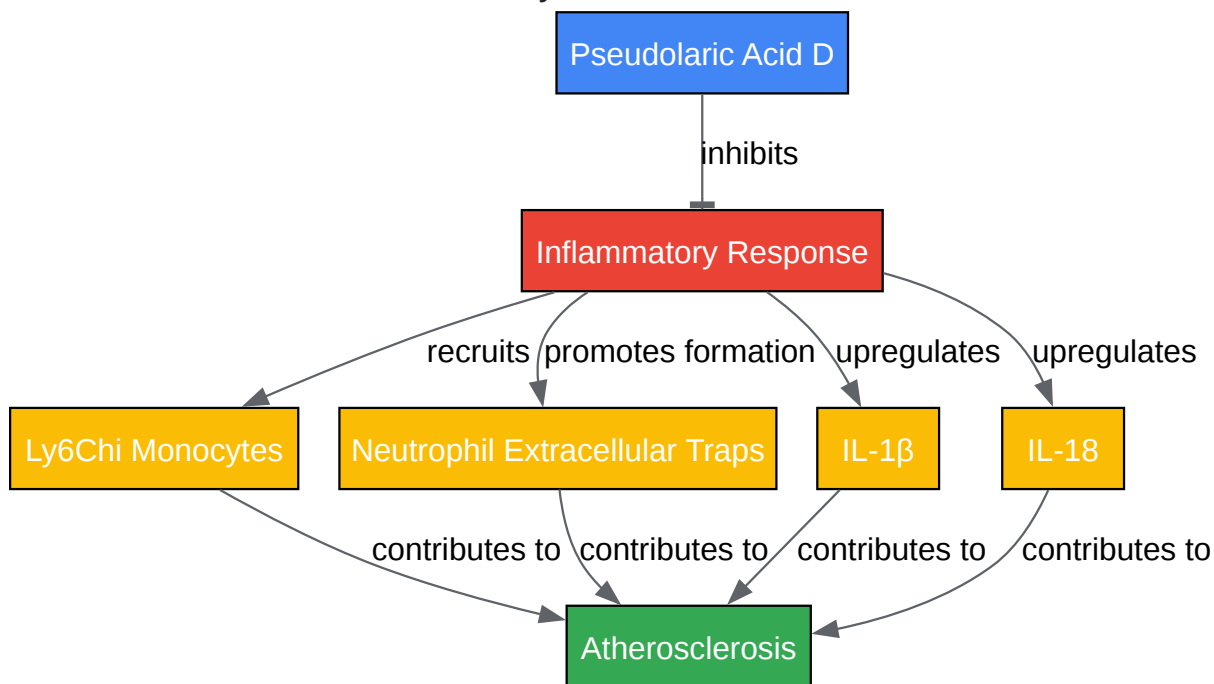 Pseudolaric Acid D
inhibits
Inflammatory Response
recruits promotes formation upregulates upregulates
Ly6Chi Monocytes Neutrophil Extracellular Traps IL-1β IL-18
contributes to contributes to contributes to contributes to
Atherosclerosis